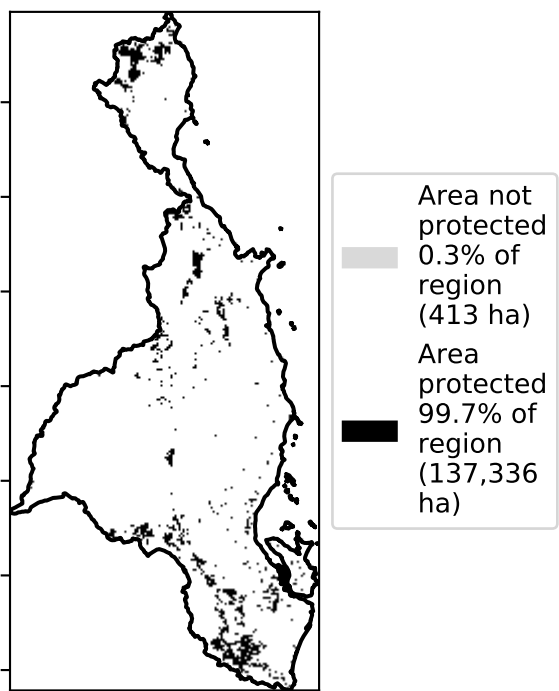 Area not
protected
0.3% of
region
(413 ha)
Area
protected
99.7% of
region
(137,336
ha)